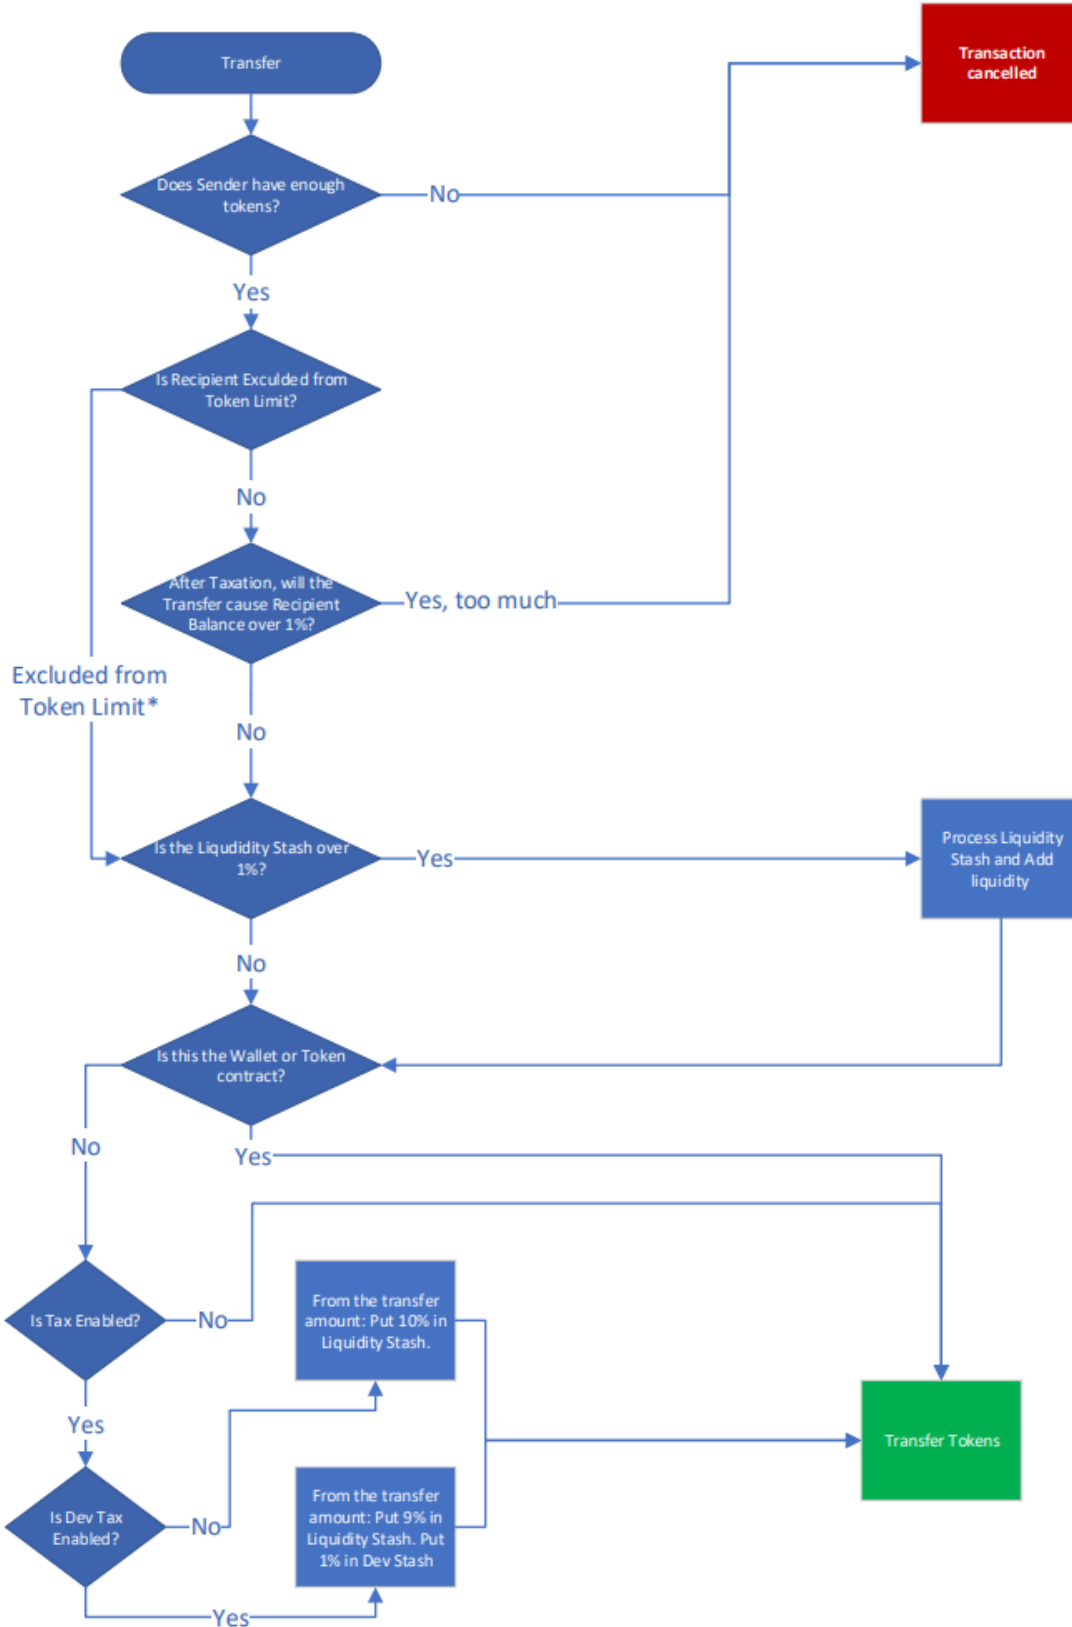 Transfer
Transaction
cancelled
Does Sender have enough
tokens?
No
Yes
Is Recipient Exculded from
Token Limit?
No
After Taxation, will the
Transfer cause Recipient
Balance over 1%?
Yes, too much
Excluded from
Token Limit*
No
Is the Liqudidity Stash over
1%?
Yes
Process Liquidity
Stash and Add
liquidity
No
Is this the Wallet or Token
contract?
No
Yes
Is Tax Enabled?
No
From the transfer
amount: Put 10% in
Liquidity Stash.
Yes
Transfer Tokens
Is Dev Tax
Enabled?
No
From the transfer
amount: Put 9% in
Liquidity Stash. Put
1% in Dev Stash
Yes